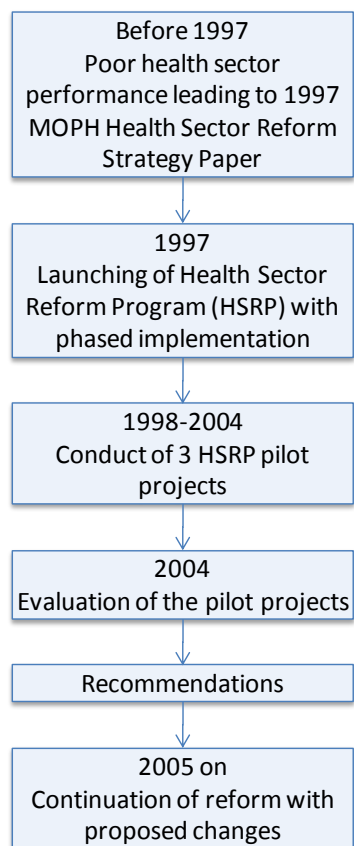 Before 1997
Poor health sector
performance leading to 1997
MOPH Health Sector Reform
Strategy Paper
1997
Launching of Health Sector
Reform Program (HSRP) with
phased implementation
1998-2004
Conduct of 3 HSRP pilot
projects
2004
Evaluation of the pilot projects
Recommendations
2005 on
Continuation of reform with
proposed changes